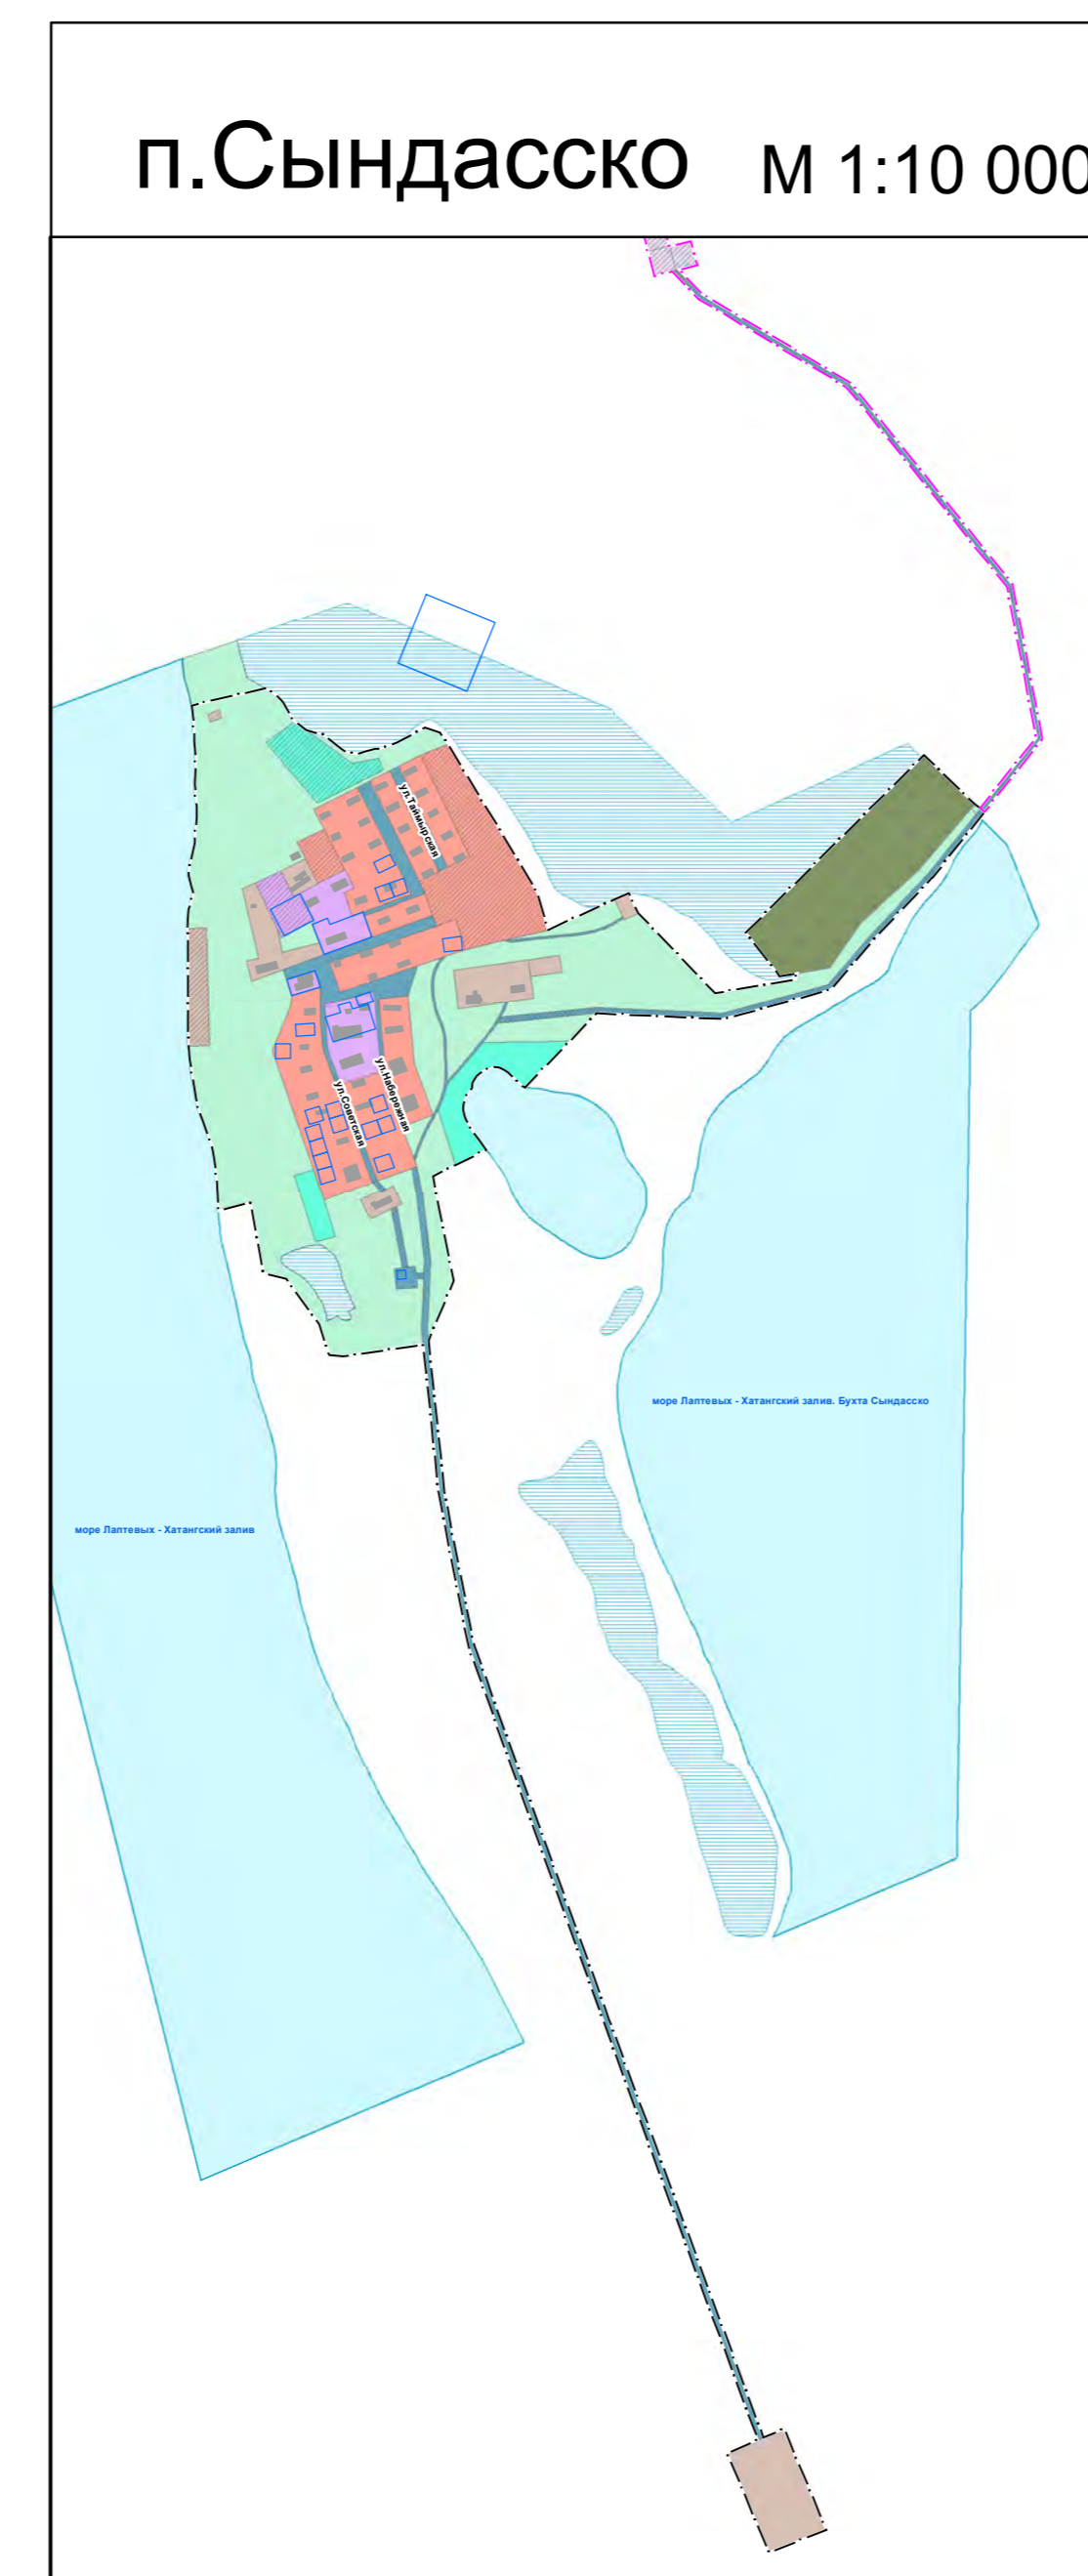 п.Сындасско М 1:10 000
ул.Таймырская
ул.Набережная
ул.Советская
море Лаптевых - Хатангский залив. Бухта Сындасско
море Лаптевых - Хатангский залив